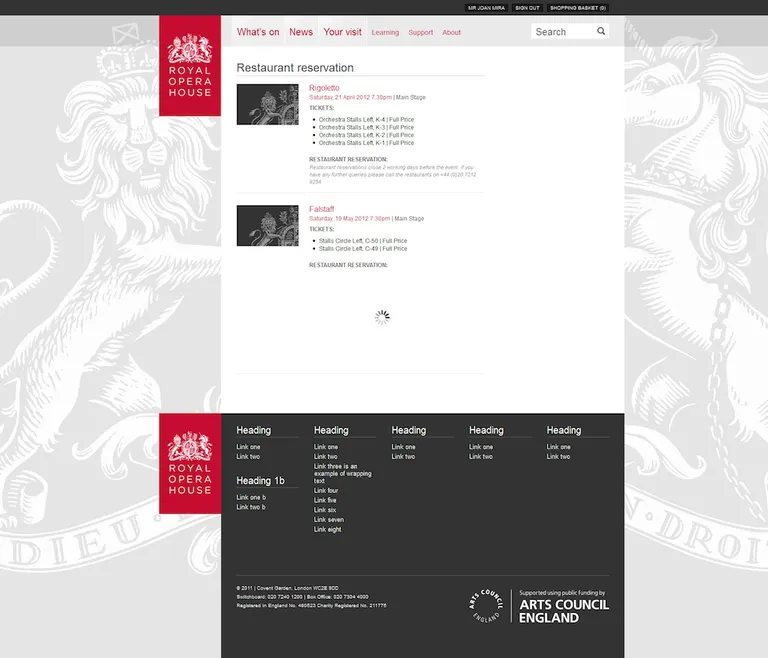 MR JOAN MIRA SIGN OUT SHOPPING BASKET (0)
What's on News Your visit Learning Support About Search
ROYAL
OPERA
HOUSE
Restaurant reservation
Rigoletto
Saturday, 21 April 2012 7.30pm | Main Stage
TICKETS:
Orchestra Stalls Left, K-4 | Full Price
Orchestra Stalls Left, K-3 | Full Price
Orchestra Stalls Left, K-2 | Full Price
Orchestra Stalls Left, K-1 | Full Price
RESTAURANT RESERVATION:
Restaurant reservations close 2 working days before the event. If you
have any further queries please call the restaurants on +44 (0)20 7212
9254
Falstaff
Saturday, 19 May 2012 7.30pm | Main Stage
TICKETS:
Stalls Circle Left, C-50 | Full Price
Stalls Circle Left, C-49 | Full Price
RESTAURANT RESERVATION:
ROYAL
OPERA
HOUSE
Heading
Link one
Link two
Heading 1b
Link one b
Link two b
Heading
Link one
Link two
Link three is an
example of wrapping
text
Link four
Link five
Link six
Link seven
Link eight
Heading
Link one
Link two
Heading
Link one
Link two
Heading
Link one
Link two
DIEU
DROIT
© 2011 | Covent Garden, London WC2E 9DD
Switchboard: 020 7240 1200 | Box Office: 020 7304 4000
Registered in England No. 480523 Charity Registered No. 211775
ARTS COUNCIL
ENGLAND
Supported using public funding by
ARTS COUNCIL
ENGLAND